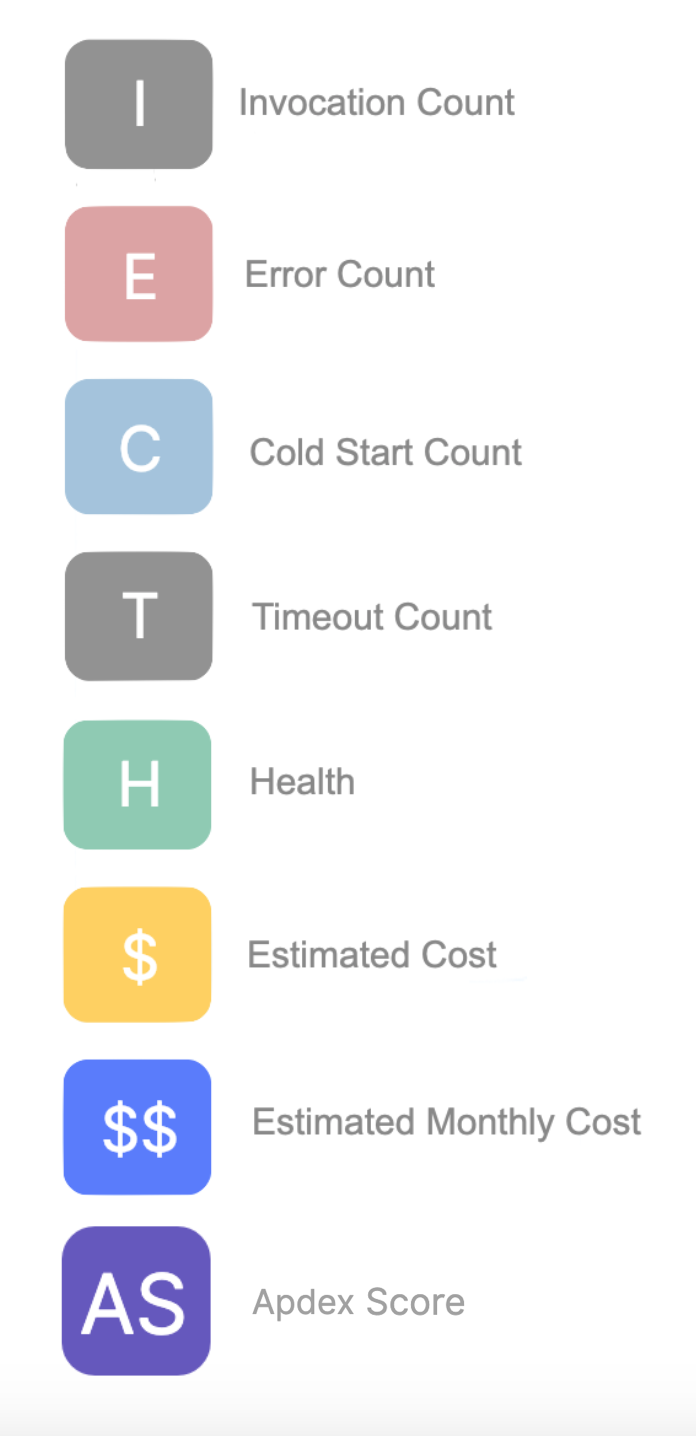 I Invocation Count
E Error Count
C Cold Start Count
T Timeout Count
H Health
$ Estimated Cost
$$ Estimated Monthly Cost
AS Apdex Score